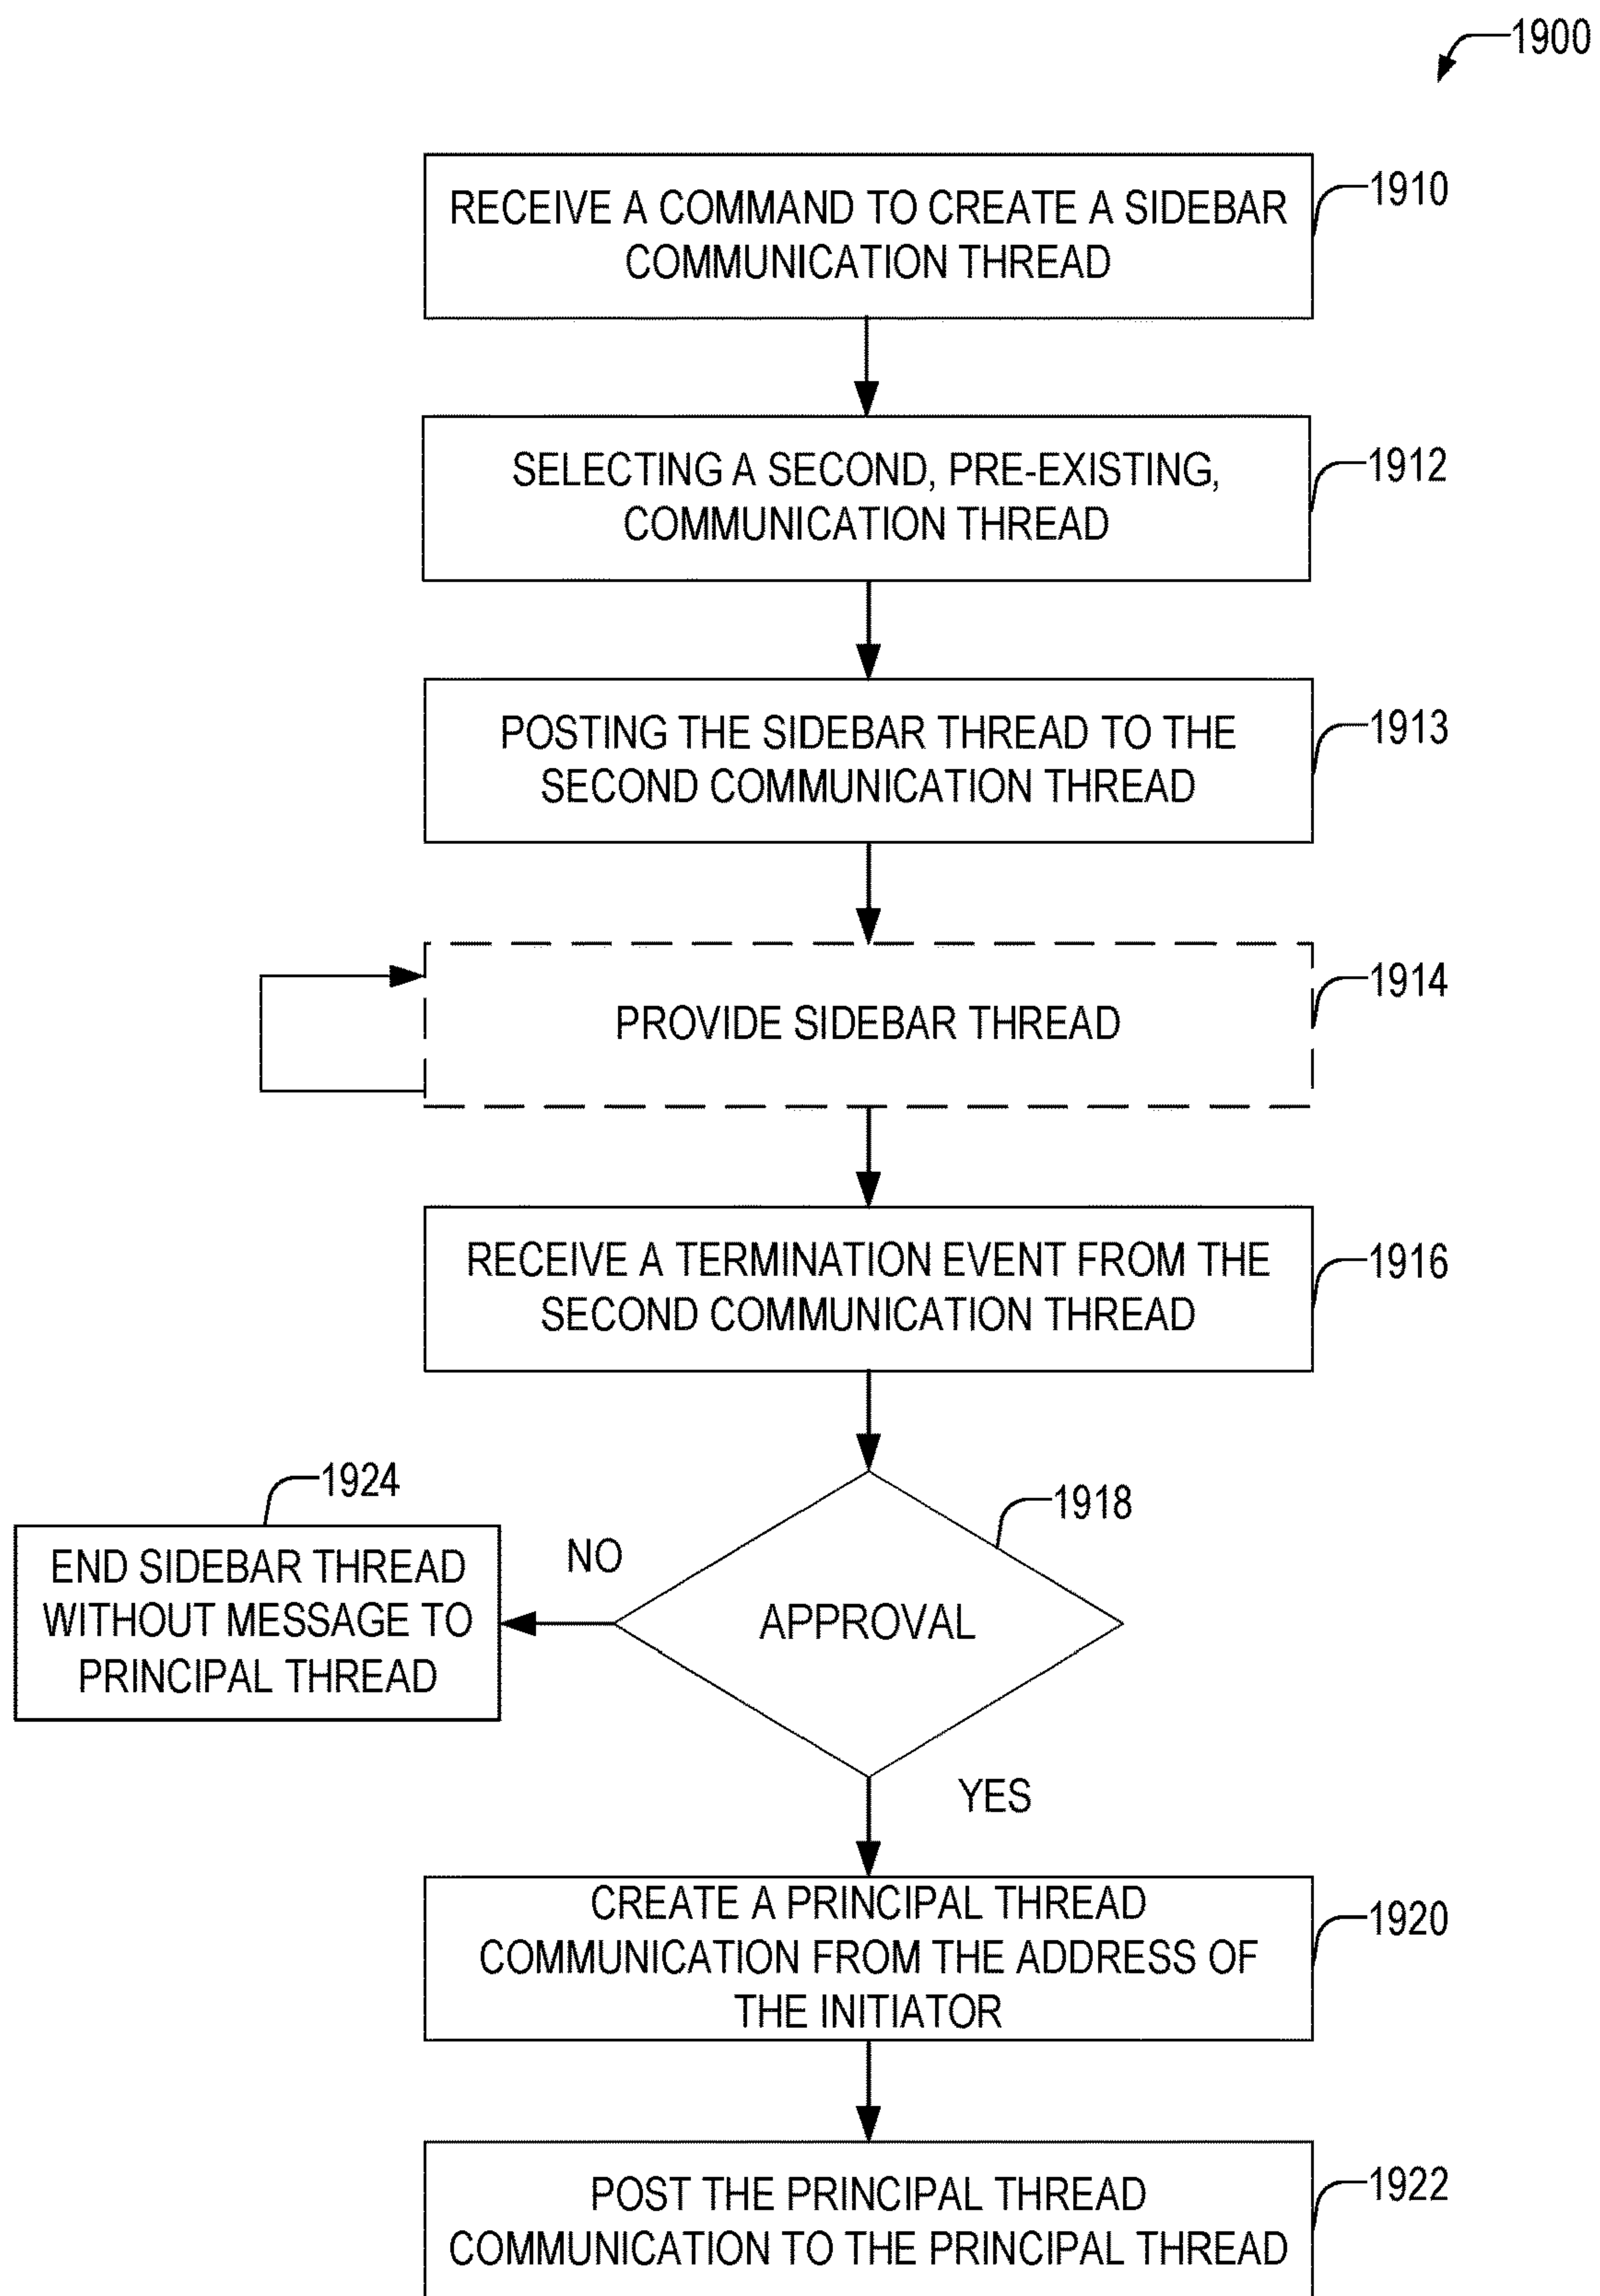 1900
RECEIVE A COMMAND TO CREATE A SIDEBAR
COMMUNICATION THREAD
1910
SELECTING A SECOND, PRE-EXISTING,
COMMUNICATION THREAD
1912
POSTING THE SIDEBAR THREAD TO THE
SECOND COMMUNICATION THREAD
1913
PROVIDE SIDEBAR THREAD
1914
RECEIVE A TERMINATION EVENT FROM THE
SECOND COMMUNICATION THREAD
1916
APPROVAL
1918
NO
1924
END SIDEBAR THREAD
WITHOUT MESSAGE TO
PRINCIPAL THREAD
YES
CREATE A PRINCIPAL THREAD
COMMUNICATION FROM THE ADDRESS OF
THE INITIATOR
1920
POST THE PRINCIPAL THREAD
COMMUNICATION TO THE PRINCIPAL THREAD
1922